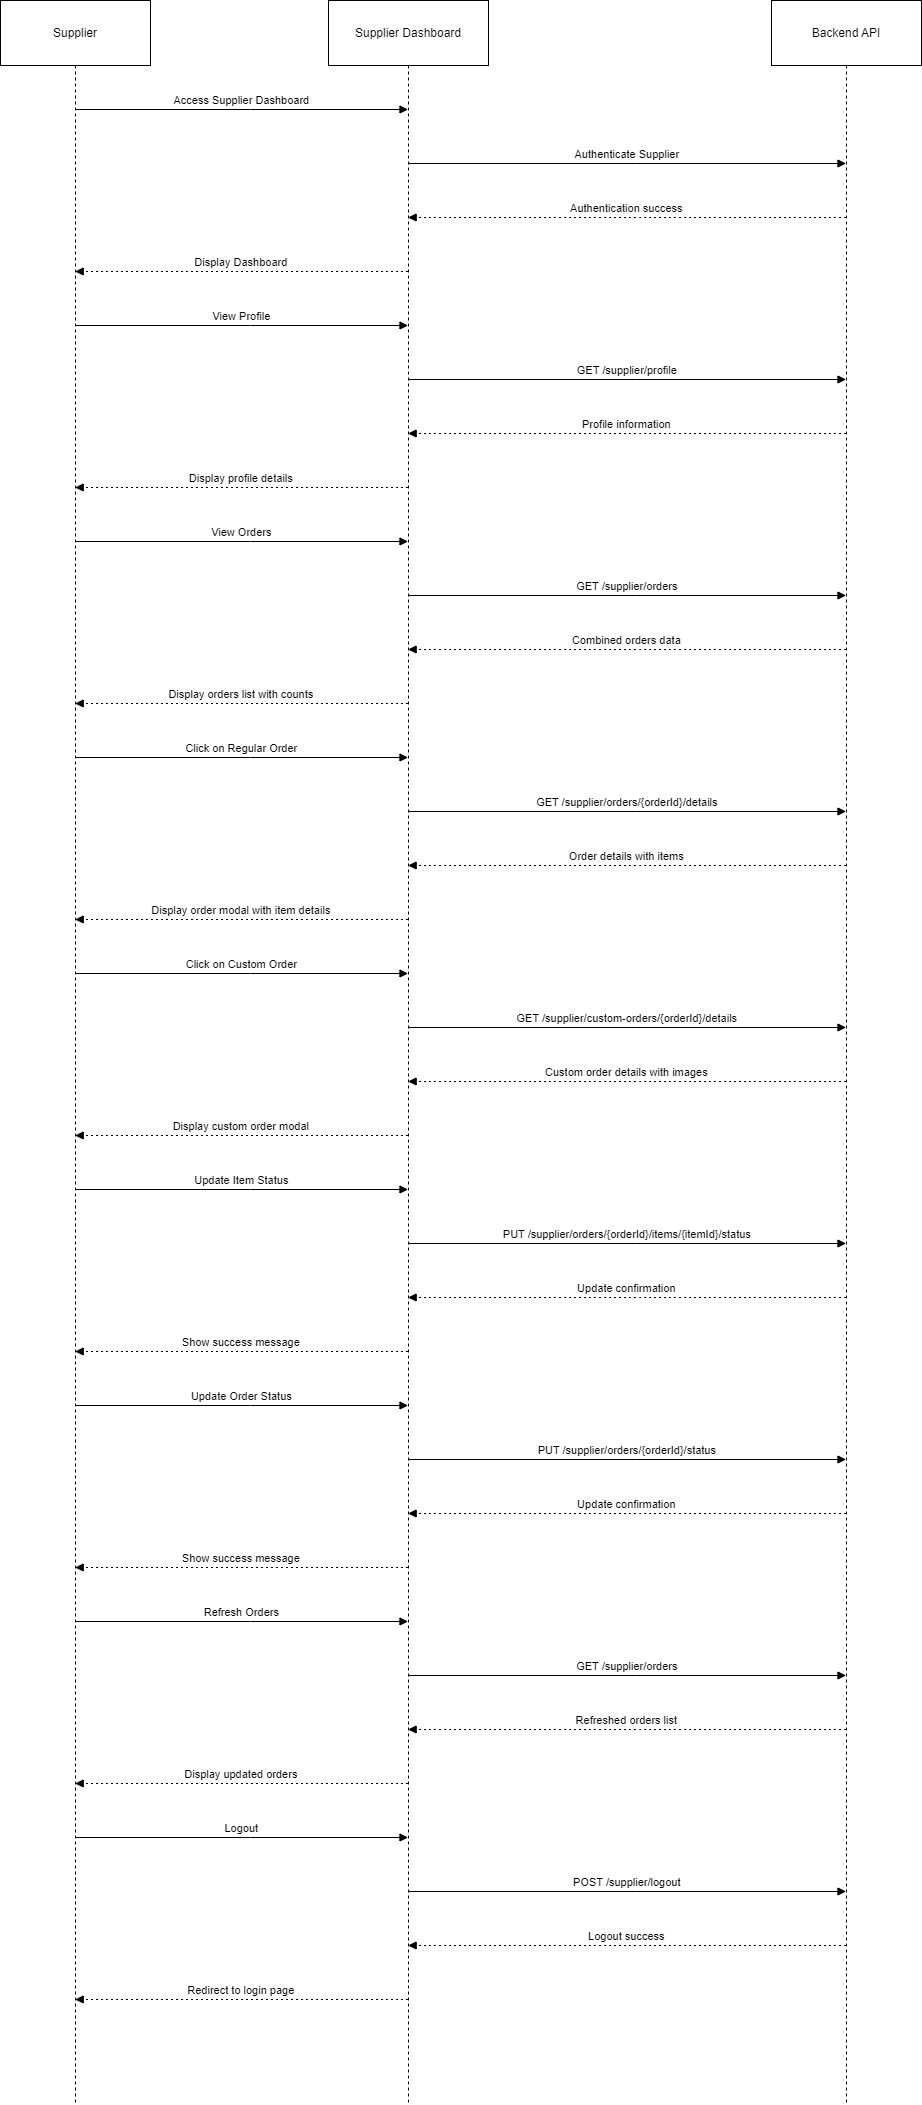 Supplier
Supplier Dashboard
Backend API
Access Supplier Dashboard
Authenticate Supplier
Authentication success
Display Dashboard
View Profile
GET /supplier/profile
Profile information
Display profile details
View Orders
GET /supplier/orders
Combined orders data
Display orders list with counts
Click on Regular Order
GET /supplier/orders/{orderId}/details
Order details with items
Display order modal with item details
Click on Custom Order
GET /supplier/custom-orders/{orderId}/details
Custom order details with images
Display custom order modal
Update Item Status
PUT /supplier/orders/{orderId}/items/{itemId}/status
Update confirmation
Show success message
Update Order Status
PUT /supplier/orders/{orderId}/status
Update confirmation
Show success message
Refresh Orders
GET /supplier/orders
Refreshed orders list
Display updated orders
Logout
POST /supplier/logout
Logout success
Redirect to login page